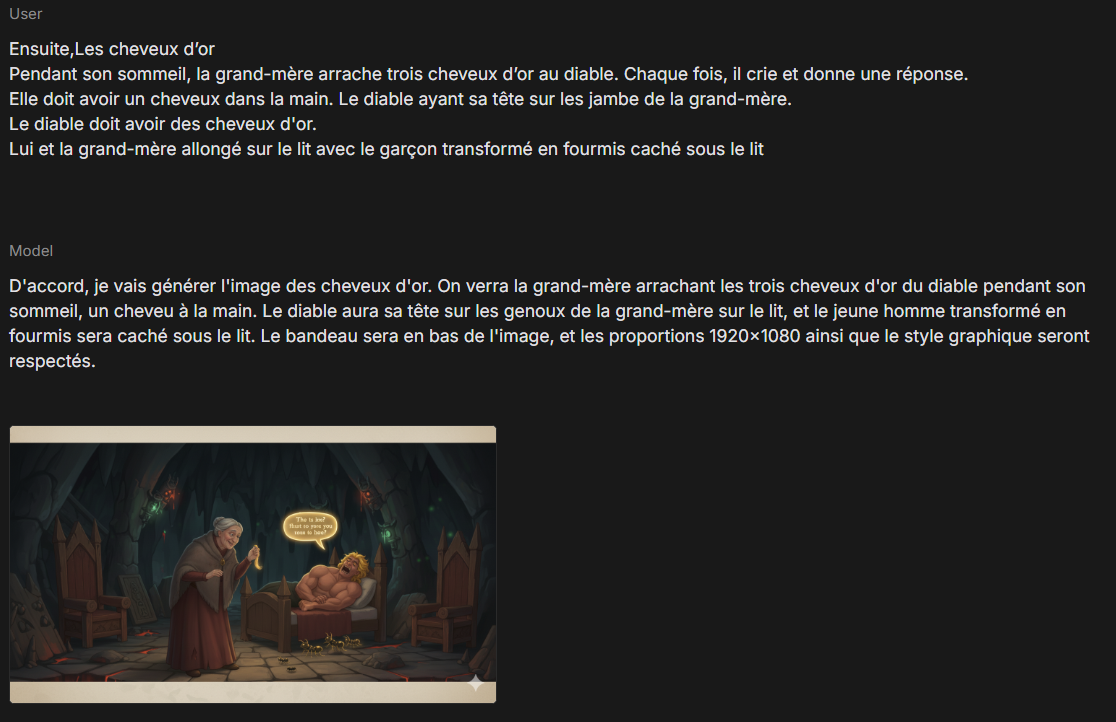 User
Ensuite,Les cheveux d’or
Pendant son sommeil, la grand-mère arrache trois cheveux d’or au diable. Chaque fois, il crie et donne une réponse.
Elle doit avoir un cheveux dans la main. Le diable ayant sa tête sur les jambe de la grand-mère.
Le diable doit avoir des cheveux d'or.
Lui et la grand-mère allongé sur le lit avec le garçon transformé en fourmis caché sous le lit
Model
D'accord, je vais générer l'image des cheveux d'or. On verra la grand-mère arrachant les trois cheveux d'or du diable pendant son
sommeil, un cheveu à la main. Le diable aura sa tête sur les genoux de la grand-mère sur le lit, et le jeune homme transformé en
fourmis sera caché sous le lit. Le bandeau sera en bas de l'image, et les proportions 1920×1080 ainsi que le style graphique seront
respectés.